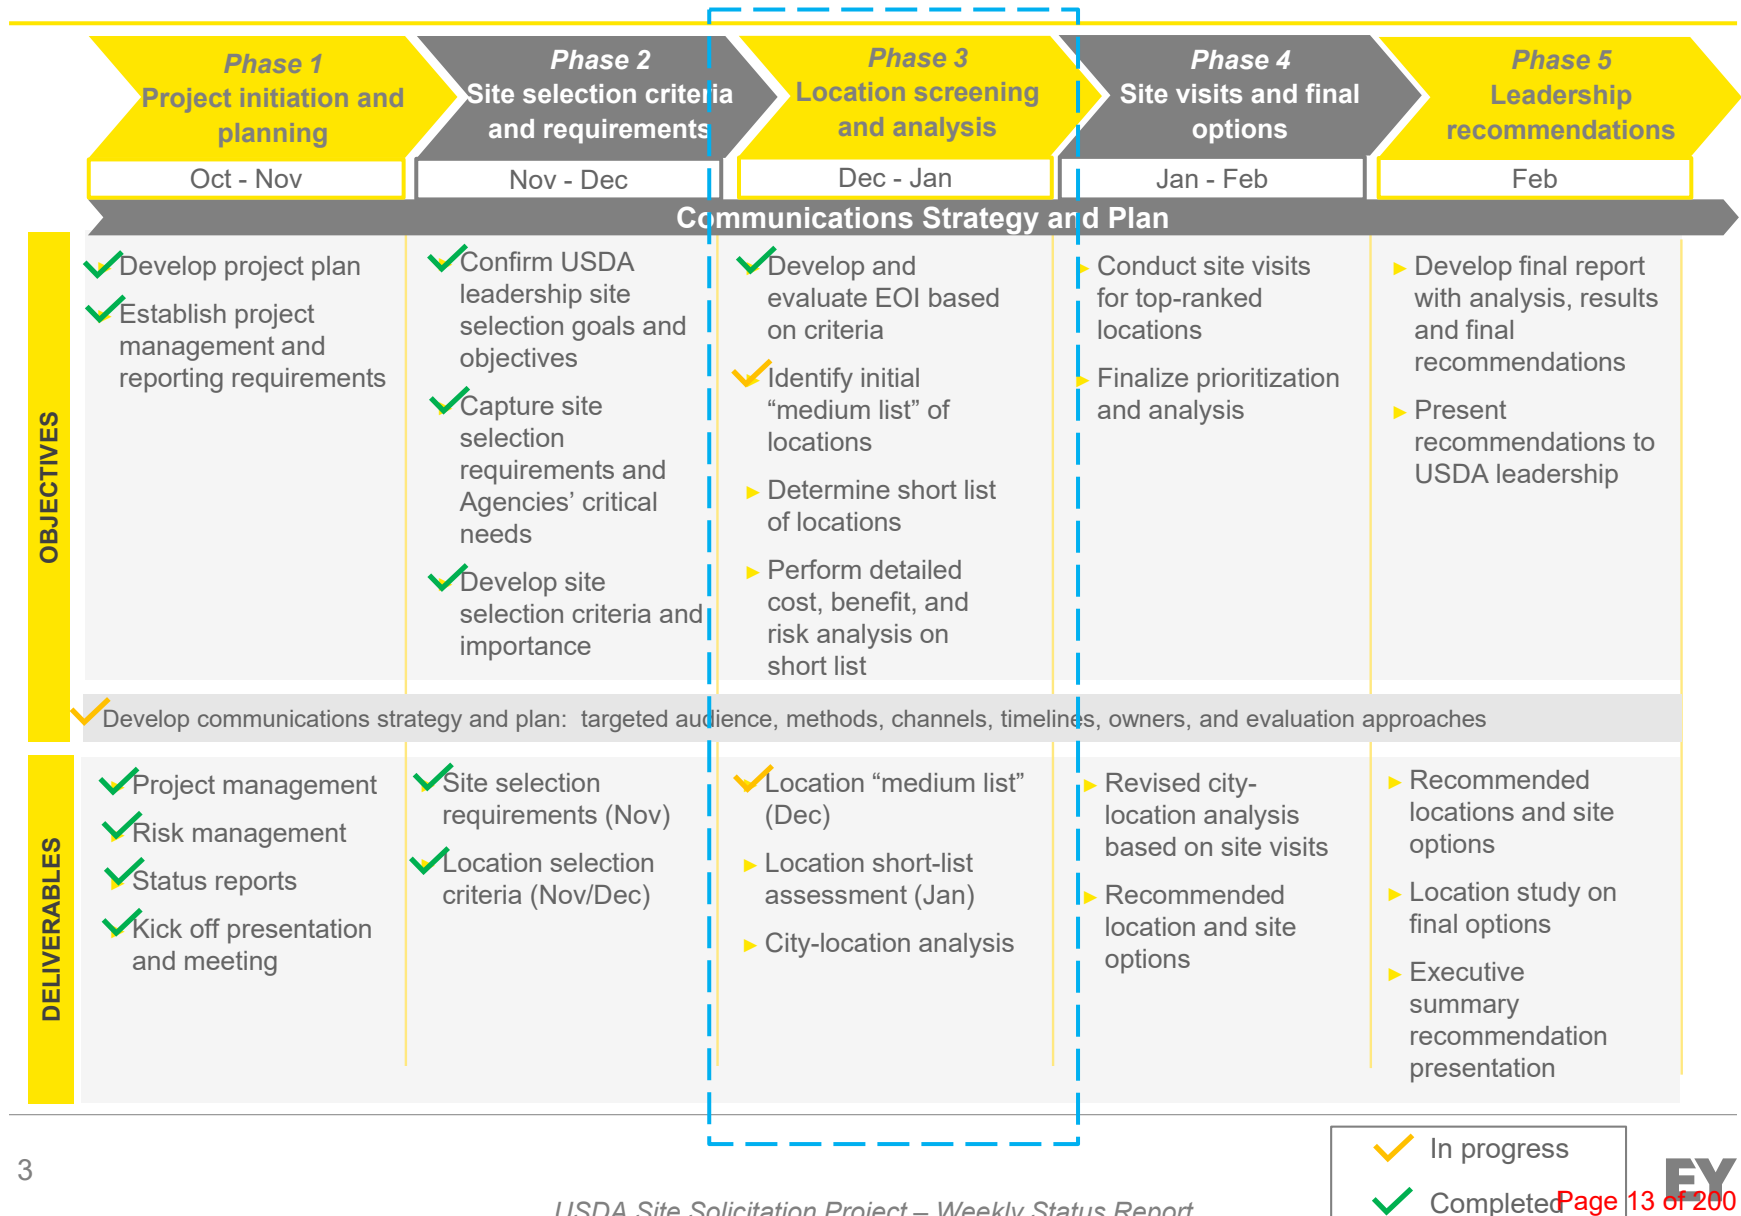 Phase 1
Project initiation and
planning
Oct - Nov
Phase 2
Site selection criteria
and requirements
Nov - Dec
Phase 3
Location screening
and analysis
Dec - Jan
Phase 4
Site visits and final
options
Jan - Feb
Phase 5
Leadership
recommendations
Feb
Communications Strategy and Plan
OBJECTIVES
Develop project plan
Establish project
management and
reporting requirements
Confirm USDA
leadership site
selection goals and
objectives
Capture site
selection
requirements and
Agencies’ critical
needs
Develop site
selection criteria and
importance
Develop and
evaluate EOI based
on criteria
Identify initial
“medium list” of
locations
Determine short list
of locations
Perform detailed
cost, benefit, and
risk analysis on
short list
Conduct site visits
for top-ranked
locations
Finalize prioritization
and analysis
Develop final report
with analysis, results
and final
recommendations
Present
recommendations to
USDA leadership
Develop communications strategy and plan: targeted audience, methods, channels, timelines, owners, and evaluation approaches
DELIVERABLES
Project management
Risk management
Status reports
Kick off presentation
and meeting
Site selection
requirements (Nov)
Location selection
criteria (Nov/Dec)
Location “medium list”
(Dec)
Location short-list
assessment (Jan)
City-location analysis
Revised city-
location analysis
based on site visits
Recommended
location and site
options
Recommended
locations and site
options
Location study on
final options
Executive
summary
recommendation
presentation
In progress
Completed
3
USDA Site Solicitation Project – Weekly Status Report
EY
Page 13 of 200